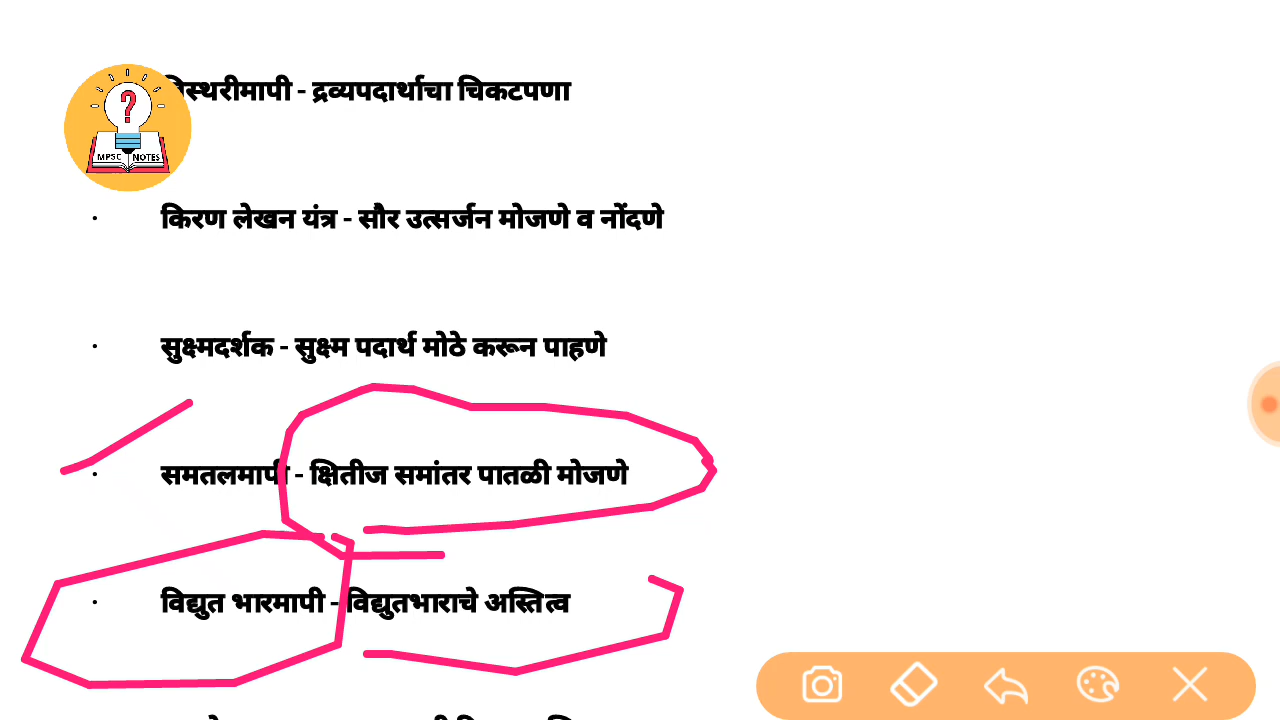 स्थरीमापी - द्रव्यपदार्थाचा चिकटपणा
MPSC NOTES
· किरण लेखन यंत्र - सौर उत्सर्जन मोजणे व नोंदणे
· सुक्ष्मदर्शक - सुक्ष्म पदार्थ मोठे करून पाहणे
· समतलमापी - क्षितीज समांतर पातळी मोजणे
· विद्युत भारमापी - विद्युतभाराचे अस्तित्व